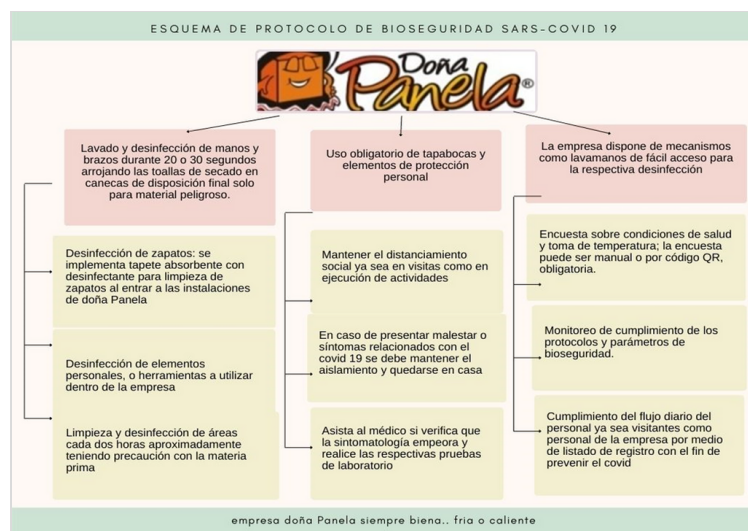 ESQUEMA DE PROTOCOLO DE BIOSEGURIDAD SARS-COVID 19
Doña
Panela®
Lavado y desinfección de manos y
brazos durante 20 o 30 segundos
arrojando las toallas de secado en
canecas de disposición final solo
para material peligroso.
Desinfección de zapatos: se
implementa tapete absorbente con
desinfectante para limpieza de
zapatos al entrar a las instalaciones
de doña Panela
Desinfección de elementos
personales, o herramientas a utilizar
dentro de la empresa
Limpieza y desinfección de áreas
cada dos horas aproximadamente
teniendo precaución con la materia
prima
Uso obligatorio de tapabocas y
elementos de protección
personal
Mantener el distanciamiento
social ya sea en visitas como en
ejecución de actividades
En caso de presentar malestar o
síntomas relacionados con el
covid 19 se debe mantener el
aislamiento y quedarse en casa
Asista al médico si verifica que
la sintomatología empeora y
realice las respectivas pruebas
de laboratorio
La empresa dispone de mecanismos
como lavamanos de fácil acceso para
la respectiva desinfección
Encuesta sobre condiciones de salud
y toma de temperatura; la encuesta
puede ser manual o por código QR,
obligatoria.
Monitoreo de cumplimiento de los
protocolos y parámetros de
bioseguridad.
Cumplimiento del flujo diario del
personal ya sea visitantes como
personal de la empresa por medio
de listado de registro con el fin de
prevenir el covid
empresa doña Panela siempre biena.. fria o caliente